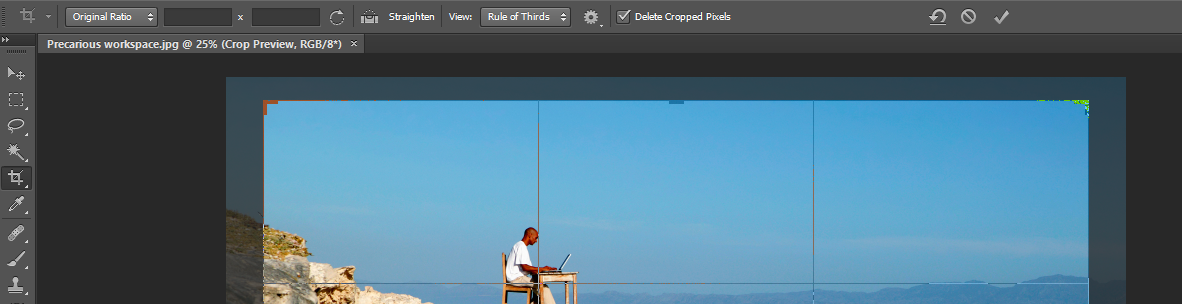 Original Ratio x Straighten View: Rule of Thirds Delete Cropped Pixels
Precarious workspace.jpg @ 25% (Crop Preview, RGB/8*) ×